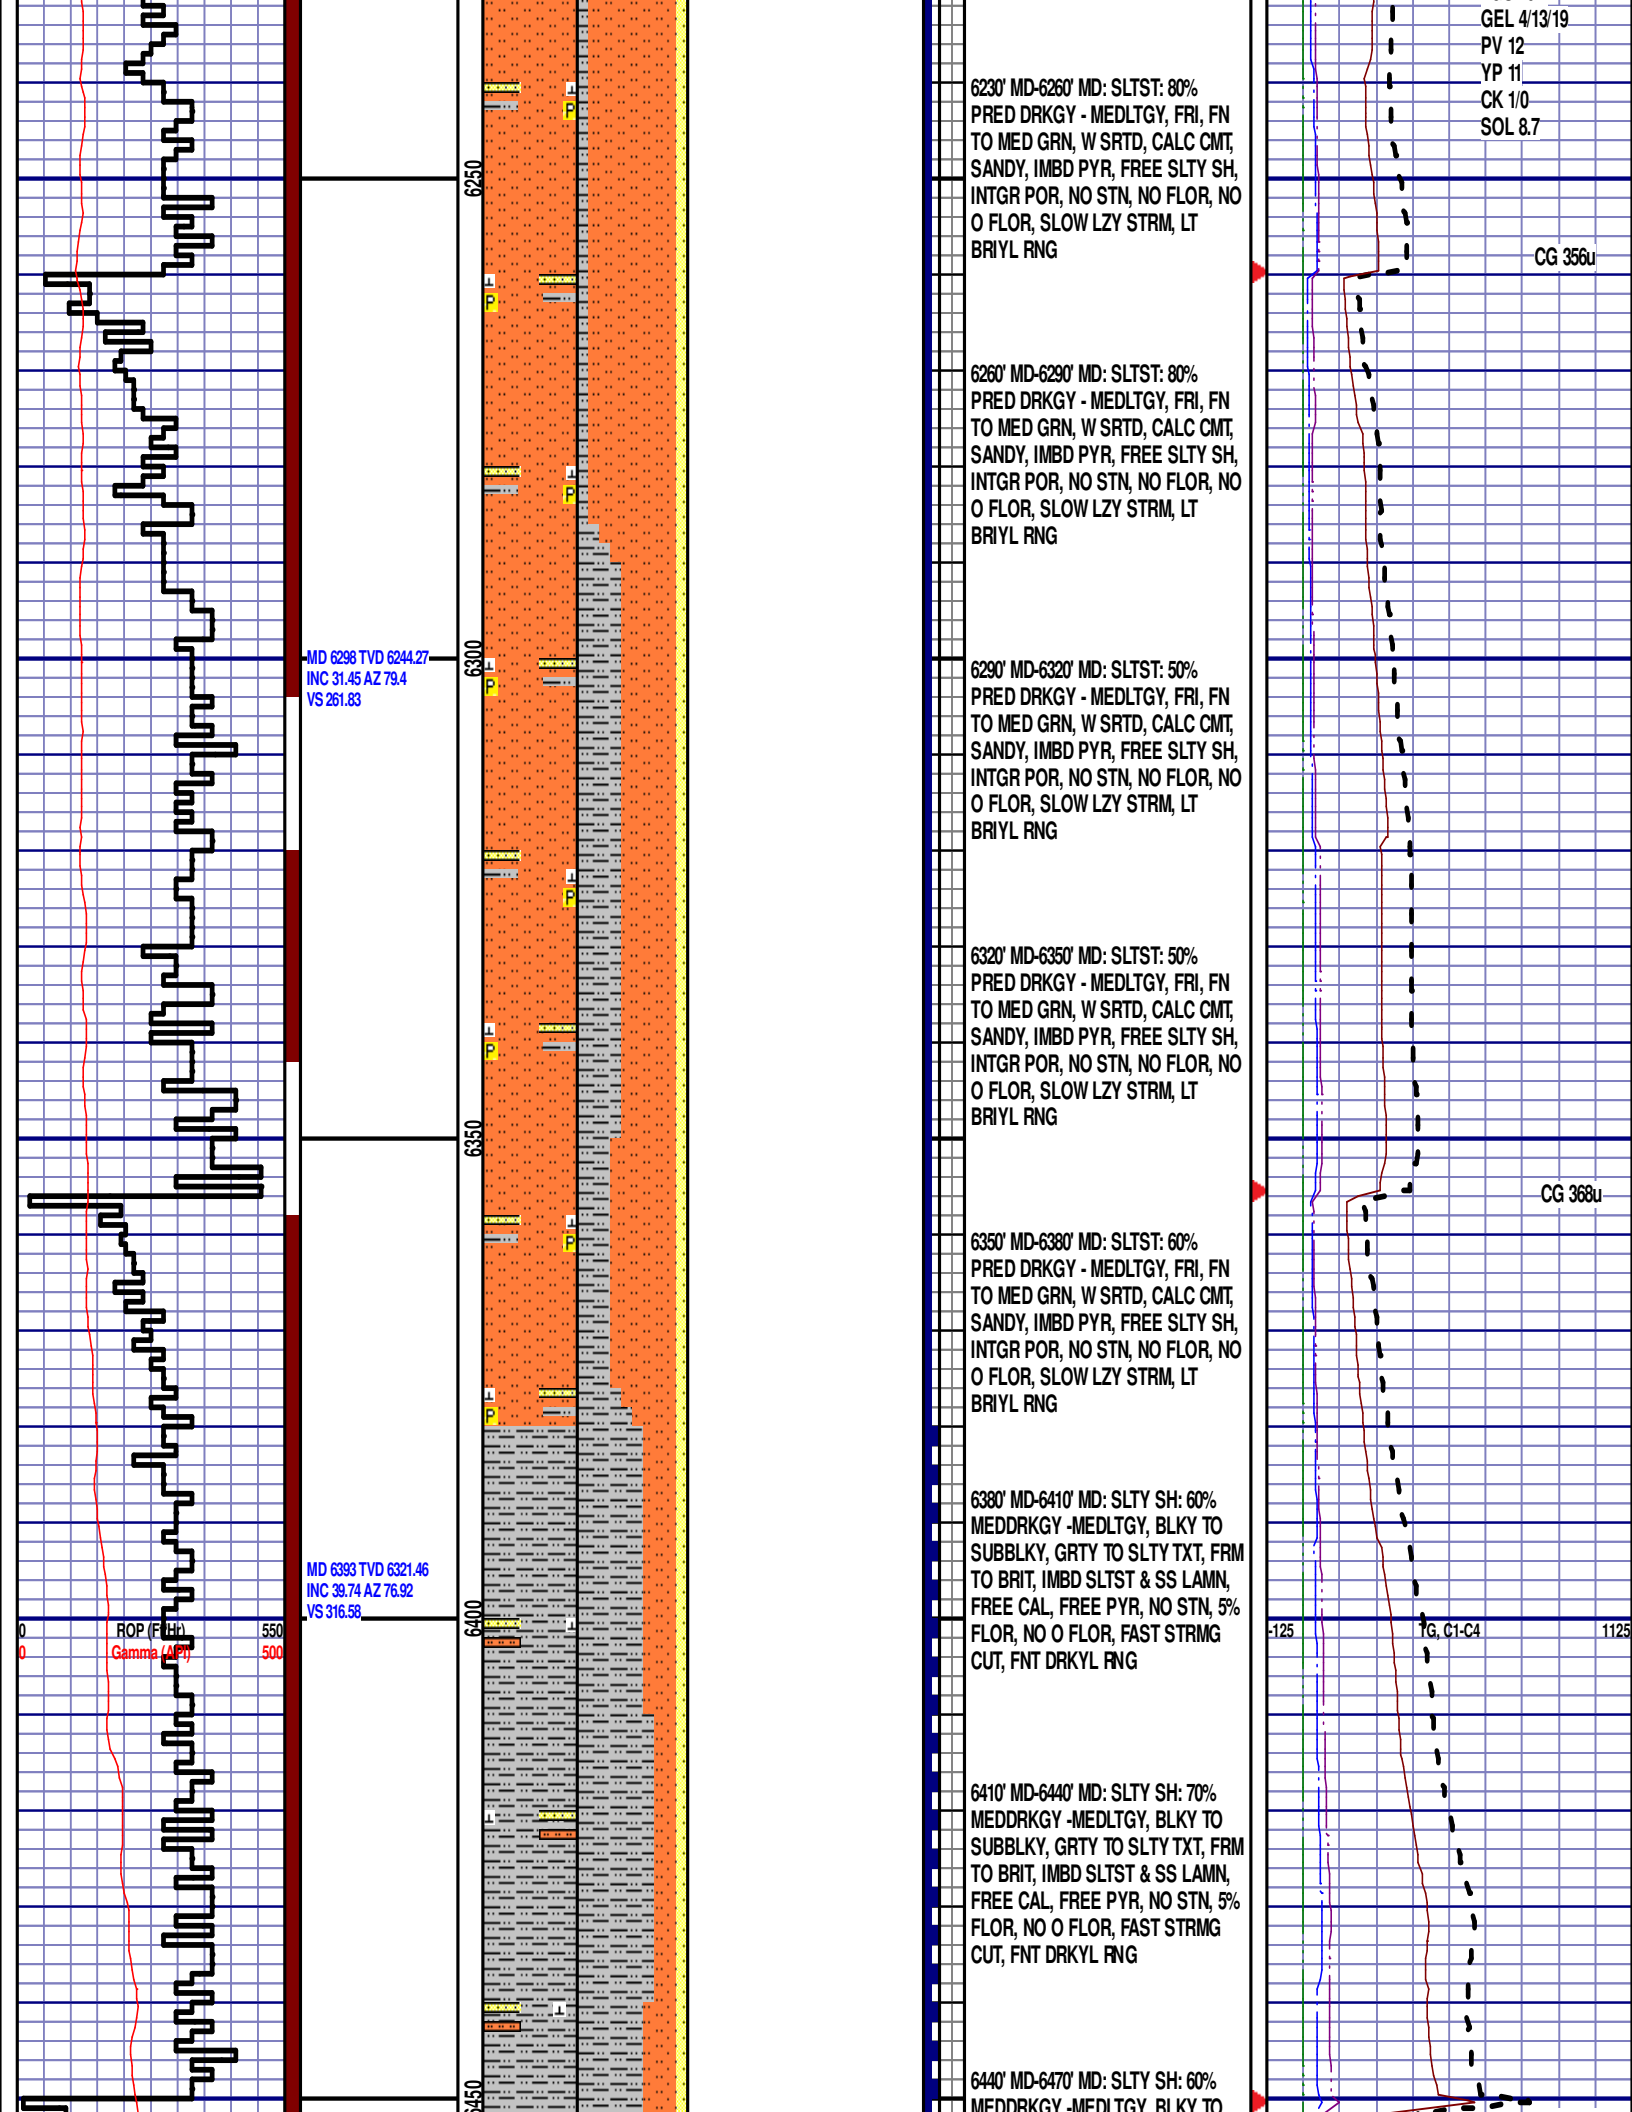 GEL 4/13/19
PV 12
YP 11
CK 1/0
SOL 8.7
6230' MD-6260' MD: SLTST: 80%
PRED DRKGY - MEDLTGY, FRI, FN
TO MED GRN, W SRTD, CALC CMT,
SANDY, IMBD PYR, FREE SLTY SH,
INTGR POR, NO STN, NO FLOR, NO
O FLOR, SLOW LZY STRM, LT
BRIYL RNG
P
6250
CG 356u
P
6260' MD-6290' MD: SLTST: 80%
PRED DRKGY - MEDLTGY, FRI, FN
TO MED GRN, W SRTD, CALC CMT,
SANDY, IMBD PYR, FREE SLTY SH,
INTGR POR, NO STN, NO FLOR, NO
O FLOR, SLOW LZY STRM, LT
BRIYL RNG
P
MD 6298 TVD 6244.27
INC 31.45 AZ 79.4
VS 261.83
6300
P
6290' MD-6320' MD: SLTST: 50%
PRED DRKGY - MEDLTGY, FRI, FN
TO MED GRN, W SRTD, CALC CMT,
SANDY, IMBD PYR, FREE SLTY SH,
INTGR POR, NO STN, NO FLOR, NO
O FLOR, SLOW LZY STRM, LT
BRIYL RNG
P
6320' MD-6350' MD: SLTST: 50%
PRED DRKGY - MEDLTGY, FRI, FN
TO MED GRN, W SRTD, CALC CMT,
SANDY, IMBD PYR, FREE SLTY SH,
INTGR POR, NO STN, NO FLOR, NO
O FLOR, SLOW LZY STRM, LT
BRIYL RNG
P
6350
CG 368u
P
6350' MD-6380' MD: SLTST: 60%
PRED DRKGY - MEDLTGY, FRI, FN
TO MED GRN, W SRTD, CALC CMT,
SANDY, IMBD PYR, FREE SLTY SH,
INTGR POR, NO STN, NO FLOR, NO
O FLOR, SLOW LZY STRM, LT
BRIYL RNG
P
6380' MD-6410' MD: SLTY SH: 60%
MEDDRKGY -MEDLTGY, BLKY TO
SUBBLKY, GRTY TO SLTY TXT, FRM
TO BRIT, IMBD SLTST & SS LAMN,
FREE CAL, FREE PYR, NO STN, 5%
FLOR, NO O FLOR, FAST STRMG
CUT, FNT DRKYL RNG
MD 6393 TVD 6321.46
INC 39.74 AZ 76.92
VS 316.58
6400
0 ROP (Ft/Hr) 550
0 Gamma (API) 500
-125 TG, C1-C4 1125
6410' MD-6440' MD: SLTY SH: 70%
MEDDRKGY -MEDLTGY, BLKY TO
SUBBLKY, GRTY TO SLTY TXT, FRM
TO BRIT, IMBD SLTST & SS LAMN,
FREE CAL, FREE PYR, NO STN, 5%
FLOR, NO O FLOR, FAST STRMG
CUT, FNT DRKYL RNG
6450
6440' MD-6470' MD: SLTY SH: 60%
MEDDRKGY -MEDLTGY, BLKY TO